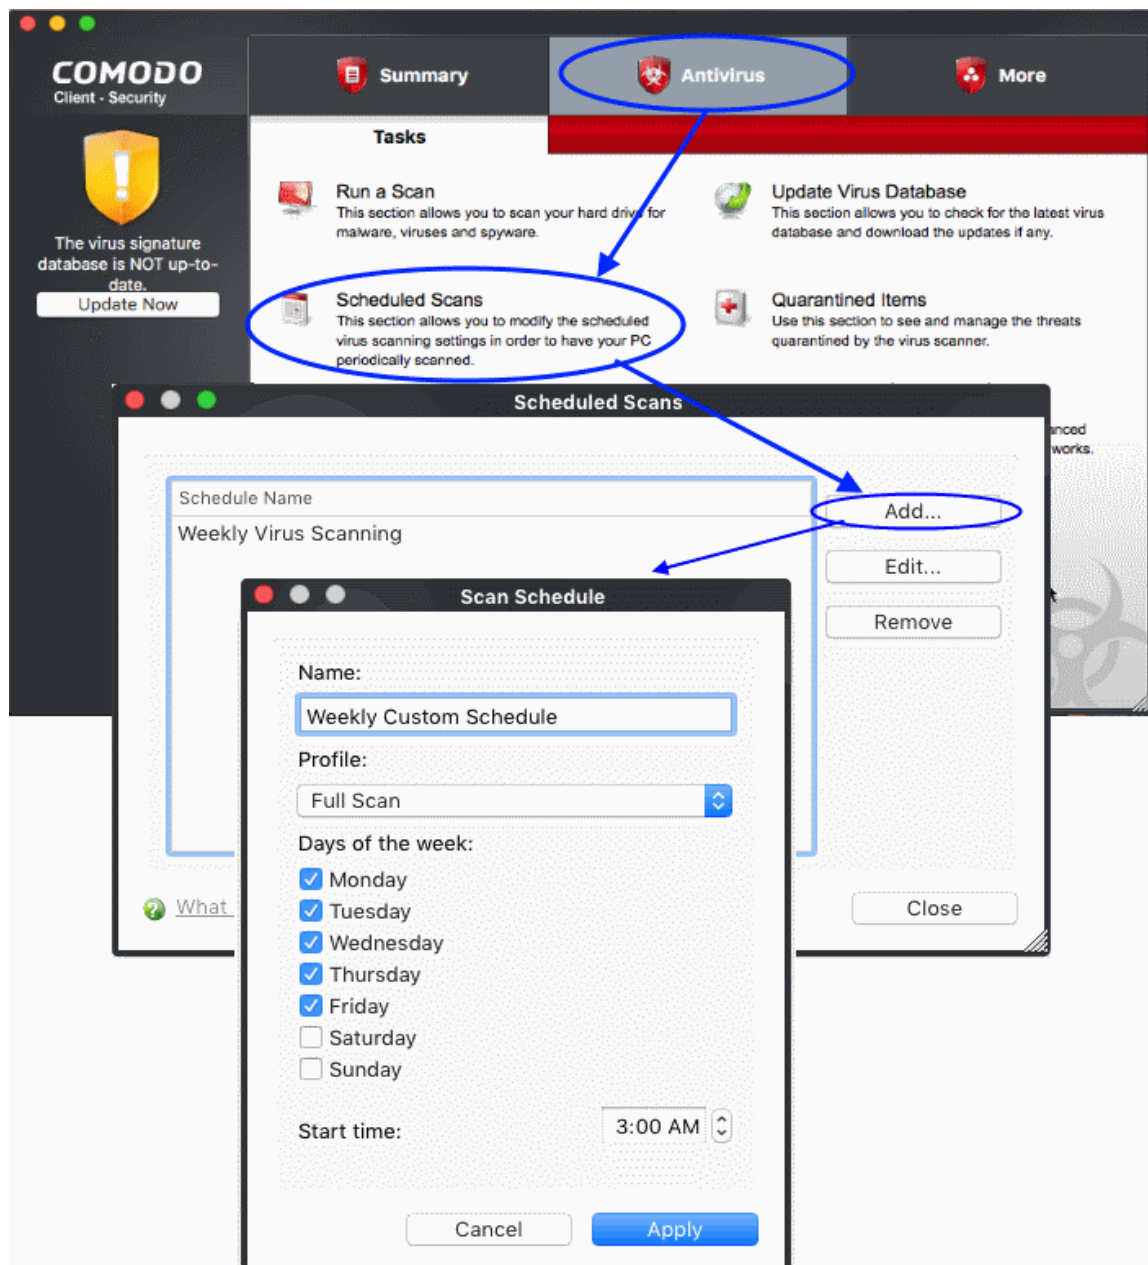 COMODO
Client - Security
Summary
Antivirus
More
Tasks
The virus signature
database is NOT up-to-
date.
Update Now
Run a Scan
This section allows you to scan your hard drive for
malware, viruses and spyware.
Update Virus Database
This section allows you to check for the latest virus
database and download the updates if any.
Scheduled Scans
This section allows you to modify the scheduled
virus scanning settings in order to have your PC
periodically scanned.
Quarantined Items
Use this section to see and manage the threats
quarantined by the virus scanner.
works.
Scheduled Scans
Schedule Name
Weekly Virus Scanning
Add...
Edit...
Remove
What
Close
Scan Schedule
Name:
Weekly Custom Schedule
Profile:
Full Scan
Days of the week:
Monday
Tuesday
Wednesday
Thursday
Friday
Saturday
Sunday
Start time:
3:00 AM
Cancel
Apply